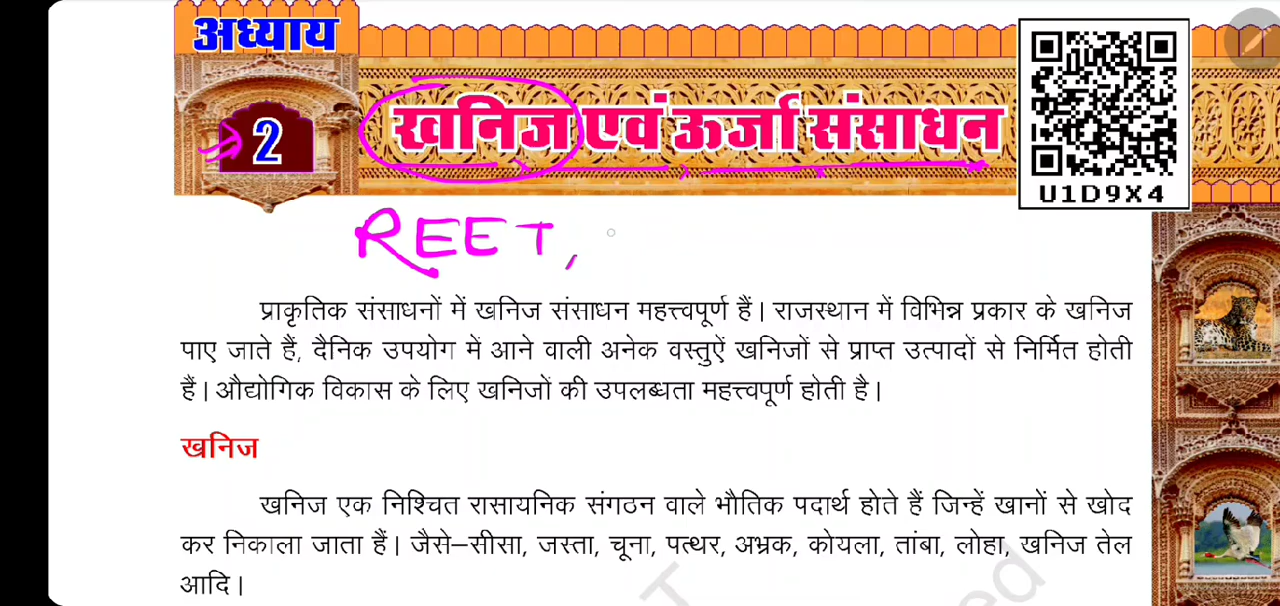 अध्याय
2
खनिज एवं ऊर्जा संसाधन
U1D9X4
REET,
प्राकृतिक संसाधनों में खनिज संसाधन महत्त्वपूर्ण हैं। राजस्थान में विभिन्न प्रकार के खनिज
पाए जाते हैं, दैनिक उपयोग में आने वाली अनेक वस्तुऐं खनिजों से प्राप्त उत्पादों से निर्मित होती
हैं। औद्योगिक विकास के लिए खनिजों की उपलब्धता महत्त्वपूर्ण होती है।
खनिज
खनिज एक निश्चित रासायनिक संगठन वाले भौतिक पदार्थ होते हैं जिन्हें खानों से खोद
कर निकाला जाता हैं। जैसे–सीसा, जस्ता, चूना, पत्थर, अभ्रक, कोयला, तांबा, लोहा, खनिज तेल
आदि।